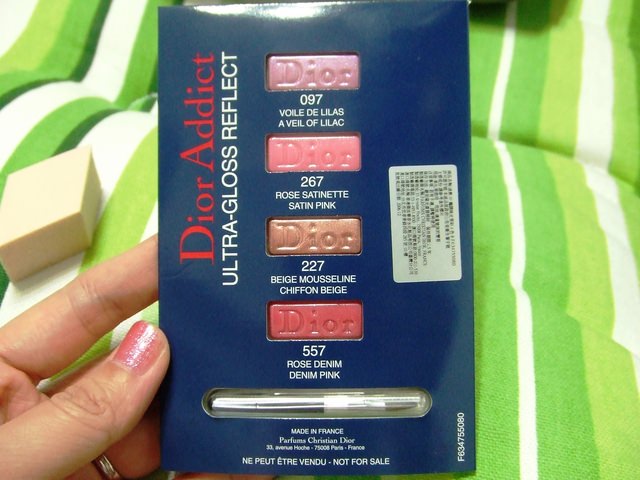 Dior Addict
ULTRA-GLOSS REFLECT
Dior
097
VOILE DE LILAS
A VEIL OF LILAC
Dior
267
ROSE SATINETTE
SATIN PINK
Dior
227
BEIGE MOUSSELINE
CHIFFON BEIGE
Dior
557
ROSE DENIM
DENIM PINK
MADE IN FRANCE
Parfums Christian Dior
33, avenue Hoche - 75008 Paris - France
NE PEUT ÊTRE VENDU - NOT FOR SALE
F634755080